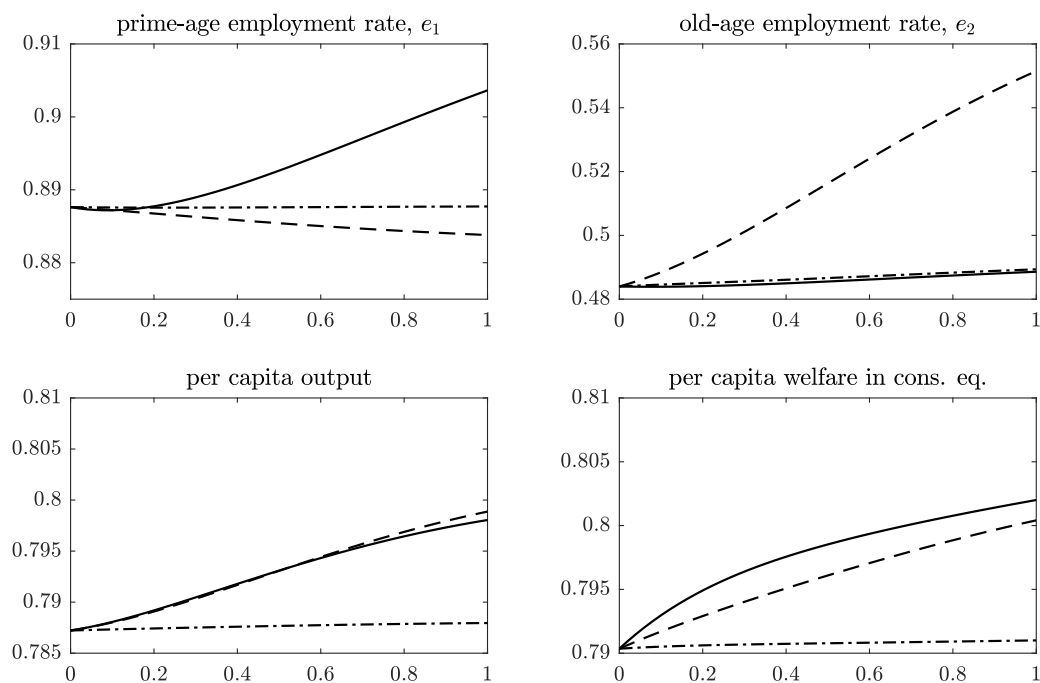 prime-age employment rate, e₁
0.91
0.9
0.89
0.88
0 0.2 0.4 0.6 0.8 1
old-age employment rate, e₂
0.56
0.54
0.52
0.5
0.48
0 0.2 0.4 0.6 0.8 1
per capita output
0.81
0.805
0.8
0.795
0.79
0.785
0 0.2 0.4 0.6 0.8 1
per capita welfare in cons. eq.
0.81
0.805
0.8
0.795
0.79
0 0.2 0.4 0.6 0.8 1